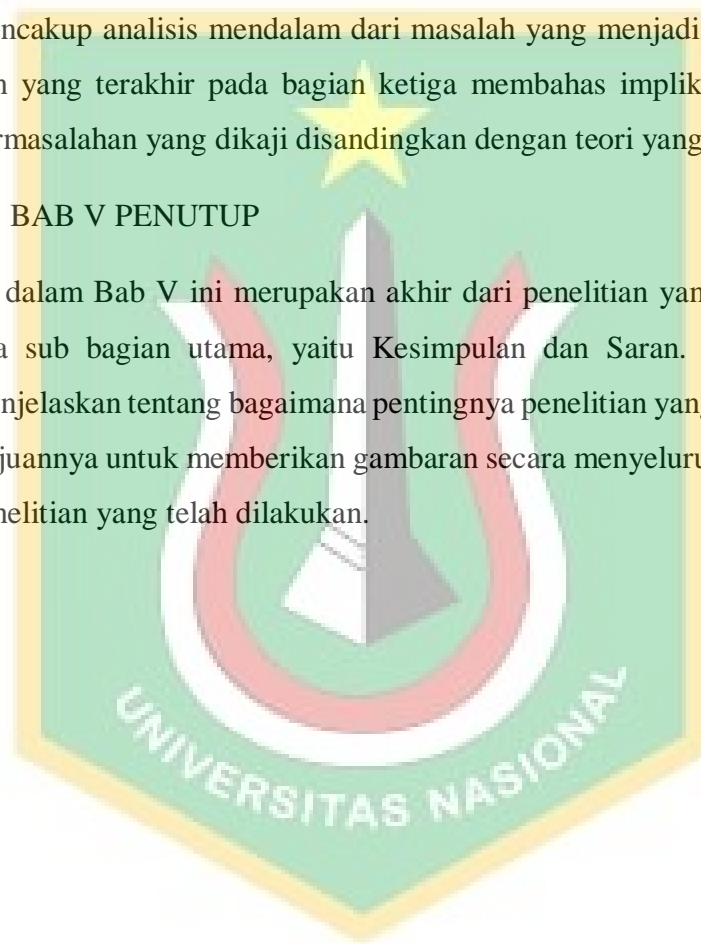 ncakup analisis mendalam dari masalah yang menjadi
n yang terakhir pada bagian ketiga membahas implik
rmasalahan yang dikaji disandingkan dengan teori yang
BAB V PENUTUP
dalam Bab V ini merupakan akhir dari penelitian yan
a sub bagian utama, yaitu Kesimpulan dan Saran.
njelaskan tentang bagaimana pentingnya penelitian yang
juannya untuk memberikan gambaran secara menyeluru
nelitian yang telah dilakukan.
UNIVERSITAS NASIONAL